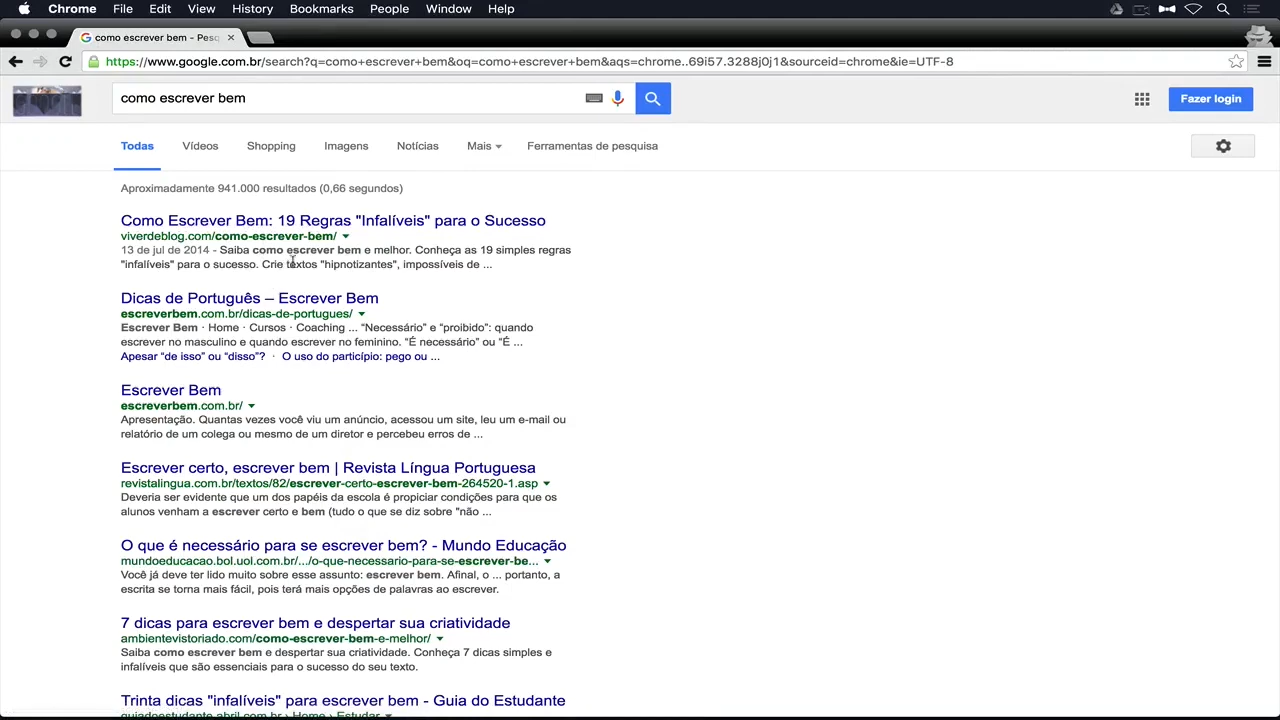 Chrome File Edit View History Bookmarks People Window Help
como escrever bem - Pesq
https://www.google.com.br/search?q=como+escrever+bem&oq=como+escrever+bem&aqs=chrome..69i57.3288j0j1&sourceid=chrome&ie=UTF-8
como escrever bem
Fazer login
Todas Vídeos Shopping Imagens Notícias Mais Ferramentas de pesquisa
Aproximadamente 941.000 resultados (0,66 segundos)
Como Escrever Bem: 19 Regras "Infalíveis" para o Sucesso
viverdeblog.com/como-escrever-bem/
13 de jul de 2014 - Saiba como escrever bem e melhor. Conheça as 19 simples regras
"infalíveis" para o sucesso. Crie textos "hipnotizantes", impossíveis de ...
Dicas de Português – Escrever Bem
escreverbem.com.br/dicas-de-portugues/
Escrever Bem · Home · Cursos · Coaching ... “Necessário” e “proibido”: quando
escrever no masculino e quando escrever no feminino. “É necessário” ou “É ...
Apesar “de isso” ou “disso”? · O uso do particípio: pego ou ...
Escrever Bem
escreverbem.com.br/
Apresentação. Quantas vezes você viu um anúncio, acessou um site, leu um e-mail ou
relatório de um colega ou mesmo de um diretor e percebeu erros de ...
Escrever certo, escrever bem | Revista Língua Portuguesa
revistalingua.com.br/textos/82/escrever-certo-escrever-bem-264520-1.asp
Deveria ser evidente que um dos papéis da escola é propiciar condições para que os
alunos venham a escrever certo e bem (tudo o que se diz sobre "não ...
O que é necessário para se escrever bem? - Mundo Educação
mundoeducacao.bol.uol.com.br/.../o-que-necessario-para-se-escrever-be...
Você já deve ter lido muito sobre esse assunto: escrever bem. Afinal, o ... portanto, a
escrita se torna mais fácil, pois terá mais opções de palavras ao escrever.
7 dicas para escrever bem e despertar sua criatividade
ambientevistoriado.com/como-escrever-bem-e-melhor/
Saiba como escrever bem e despertar sua criatividade. Conheça 7 dicas simples e
infalíveis que são essenciais para o sucesso do seu texto.
Trinta dicas "infalíveis" para escrever bem - Guia do Estudante
guiadoestudante.abril.com.br › Home › Estudar